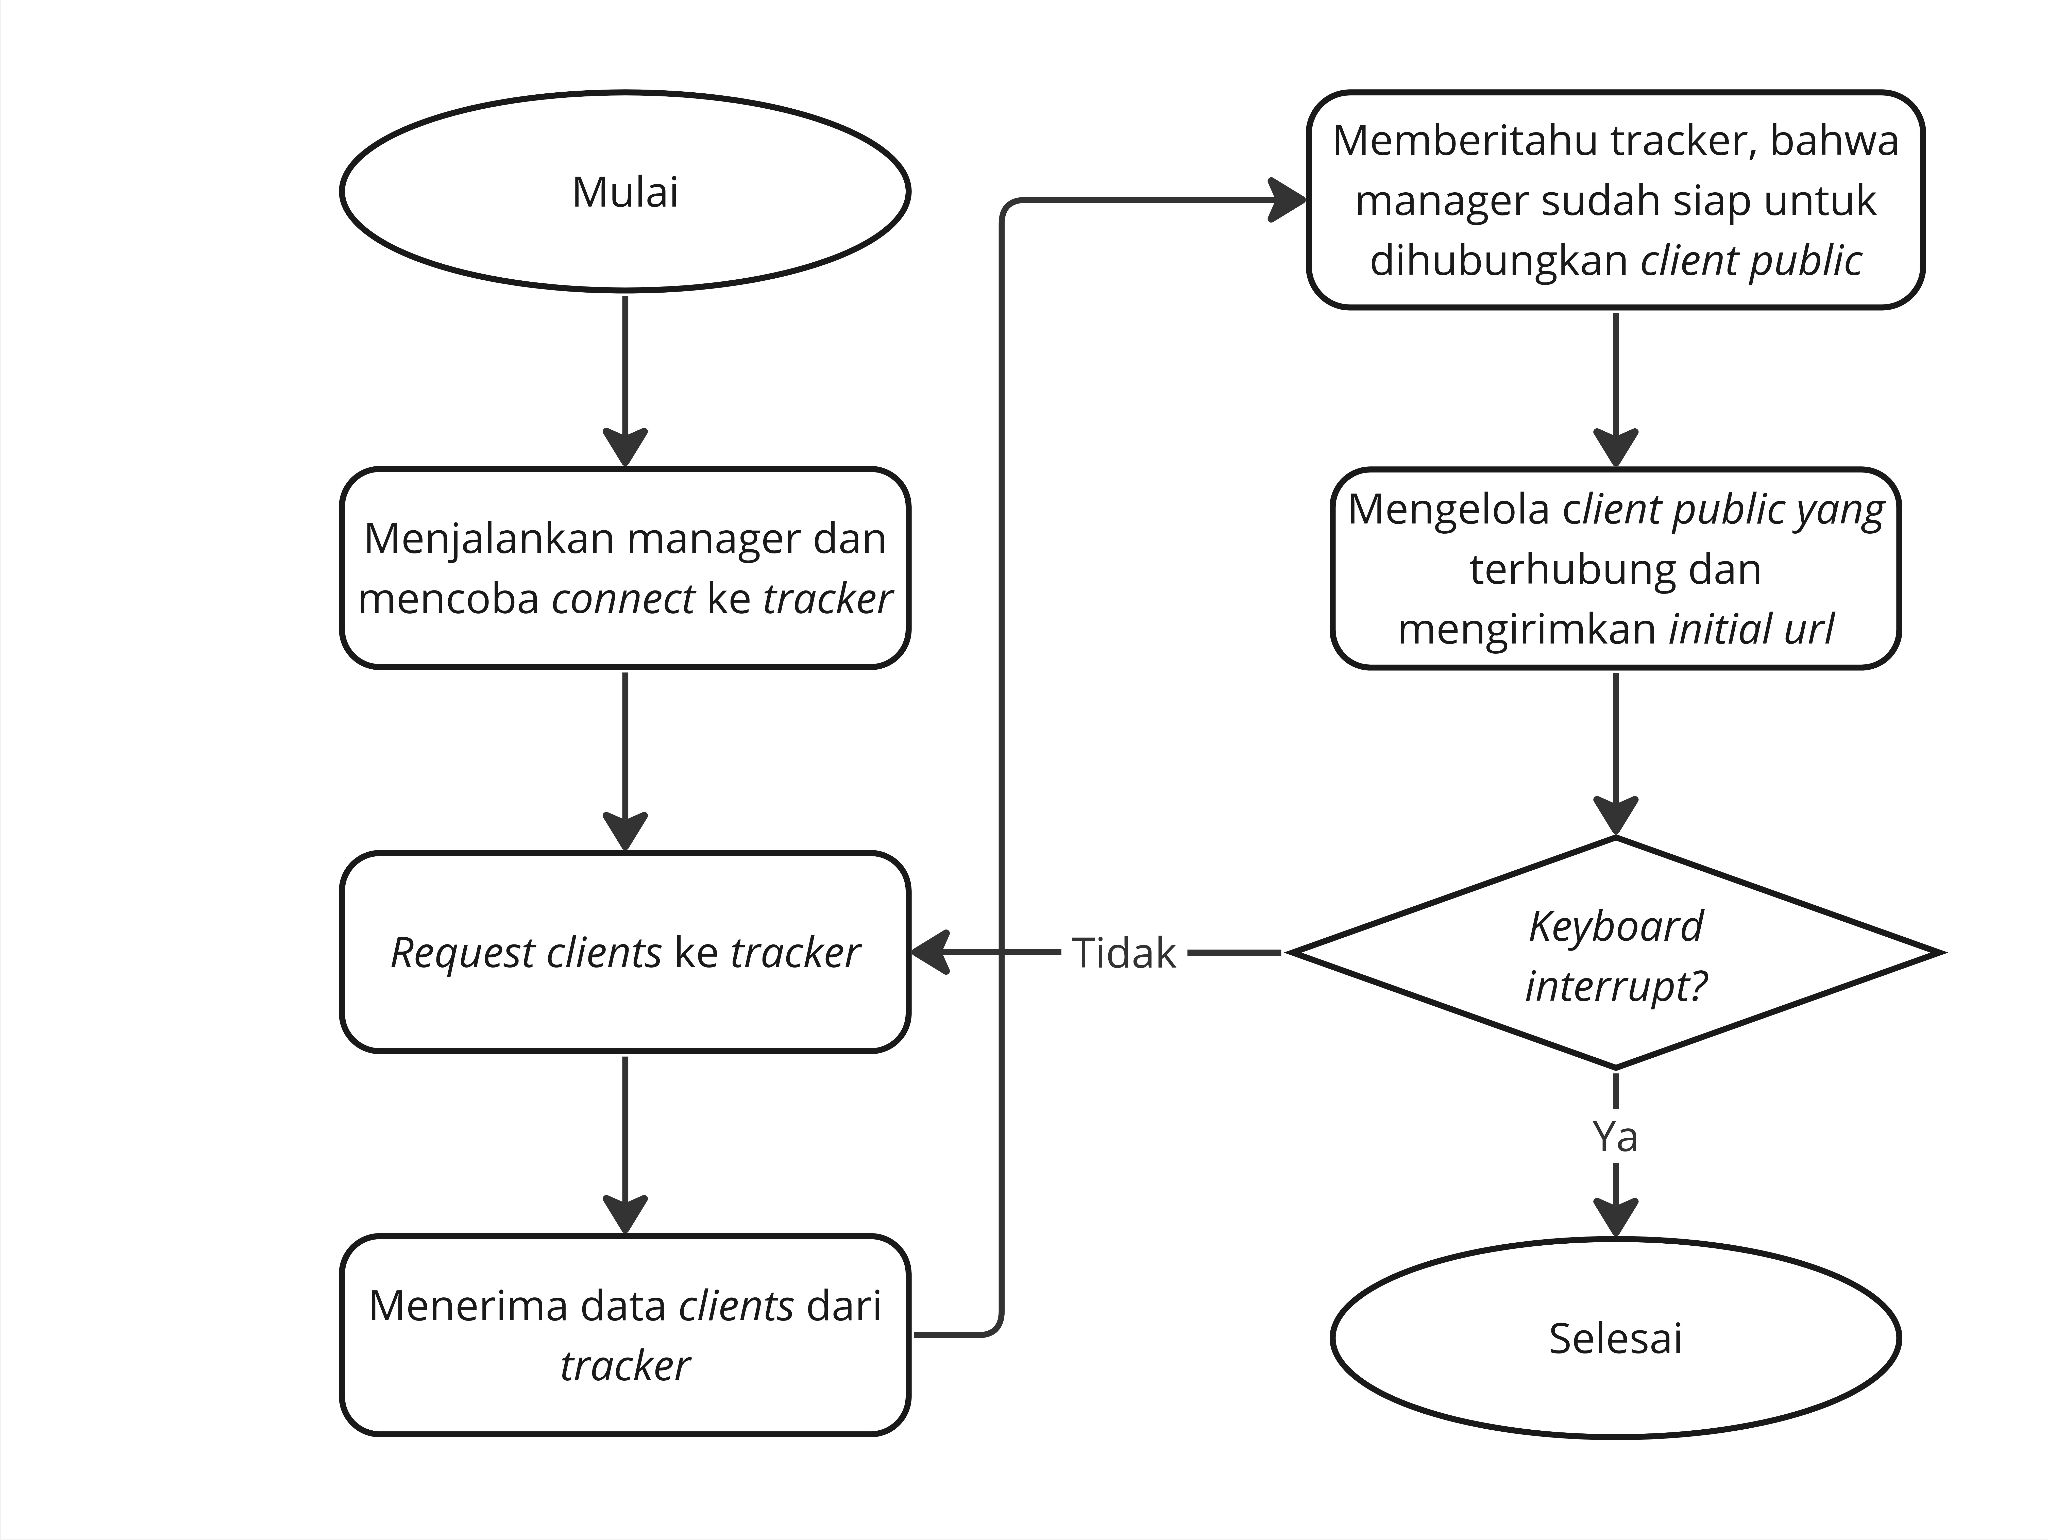 Mulai
Menjalankan manager dan
mencoba connect ke tracker
Request clients ke tracker
Menerima data clients dari
tracker
Memberitahu tracker, bahwa
manager sudah siap untuk
dihubungkan client public
Mengelola client public yang
terhubung dan
mengirimkan initial url
Keyboard
interrupt?
Tidak
Ya
Selesai